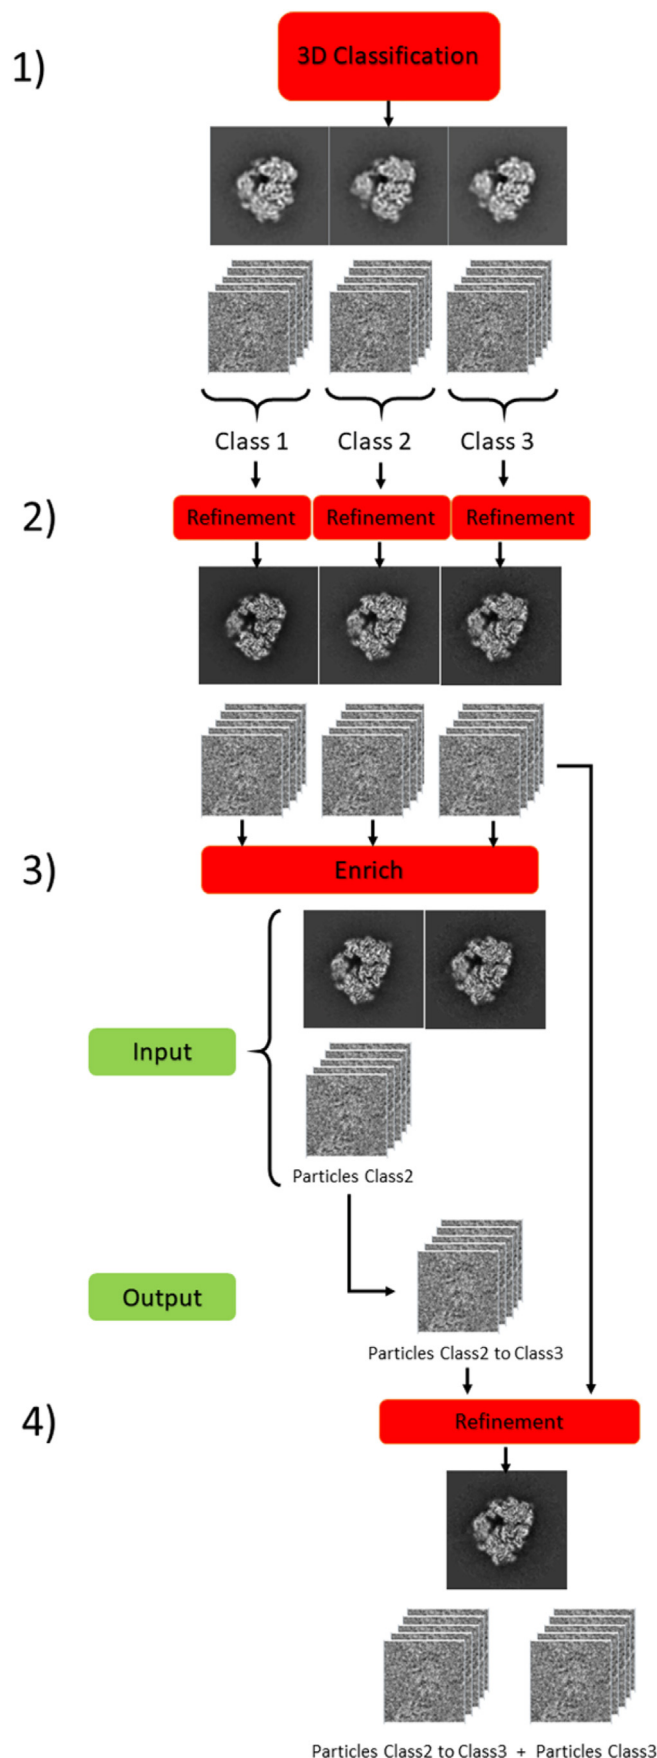 1)
3D Classification
Class 1
Class 2
Class 3
2)
Refinement
Refinement
Refinement
3)
Enrich
Input
Particles Class2
Output
Particles Class2 to Class3
4)
Refinement
Particles Class2 to Class3 + Particles Class3